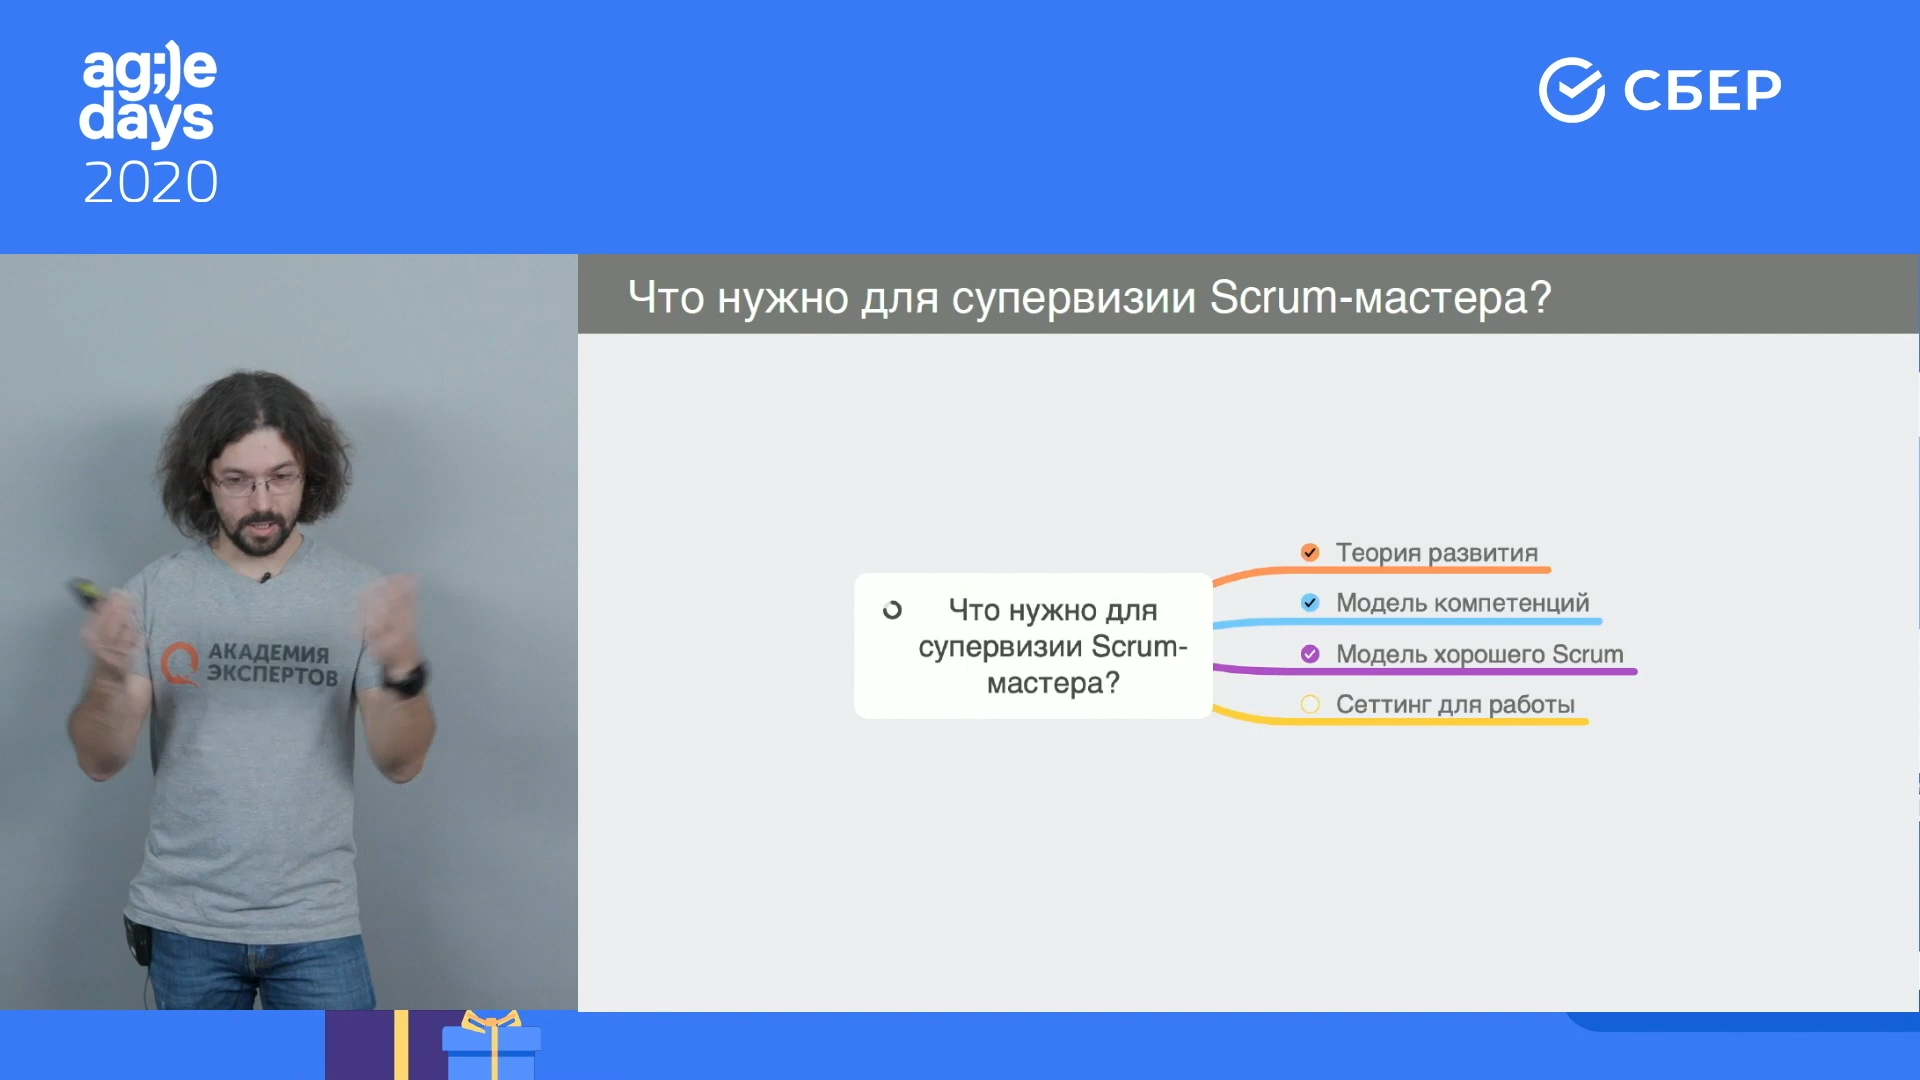 ag;le
days
2020
СБЕР
Что нужно для супервизии Scrum-мастера?
АКАДЕМИЯ
ЭКСПЕРТОВ
Что нужно для
супервизии Scrum-
мастера?
Теория развития
Модель компетенций
Модель хорошего Scrum
Сеттинг для работы